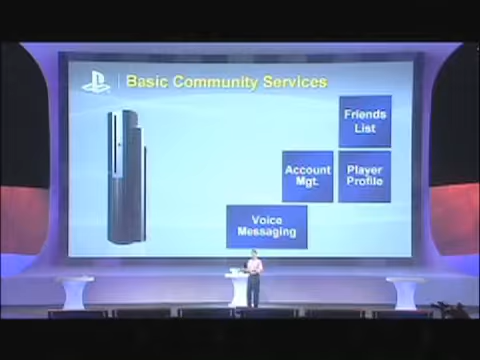 Basic Community Services
Friends
List
Account
Mgt.
Player
Profile
Voice
Messaging